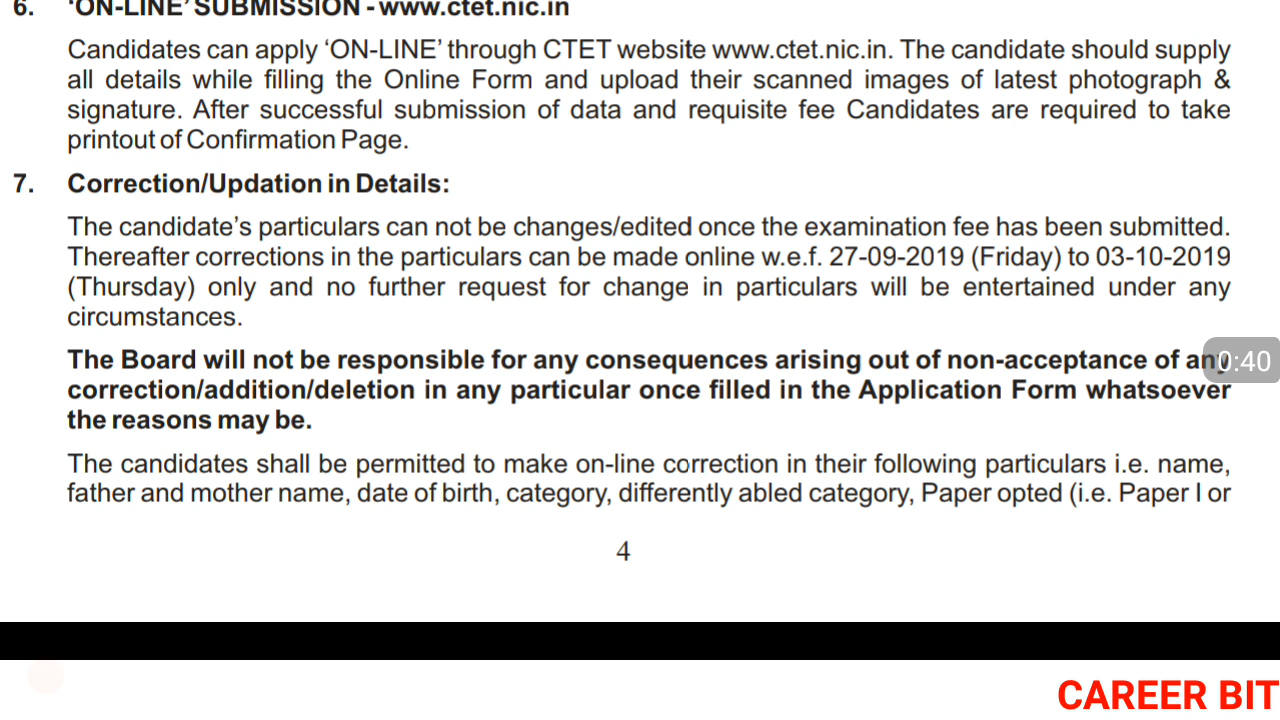 6. 'ON-LINE' SUBMISSION - www.ctet.nic.in
Candidates can apply ‘ON-LINE’ through CTET website www.ctet.nic.in. The candidate should supply
all details while filling the Online Form and upload their scanned images of latest photograph &
signature. After successful submission of data and requisite fee Candidates are required to take
printout of Confirmation Page.
7. Correction/Updation in Details:
The candidate’s particulars can not be changes/edited once the examination fee has been submitted.
Thereafter corrections in the particulars can be made online w.e.f. 27-09-2019 (Friday) to 03-10-2019
(Thursday) only and no further request for change in particulars will be entertained under any
circumstances.
The Board will not be responsible for any consequences arising out of non-acceptance of any
0:40
correction/addition/deletion in any particular once filled in the Application Form whatsoever
the reasons may be.
The candidates shall be permitted to make on-line correction in their following particulars i.e. name,
father and mother name, date of birth, category, differently abled category, Paper opted (i.e. Paper I or
4
CAREER BIT